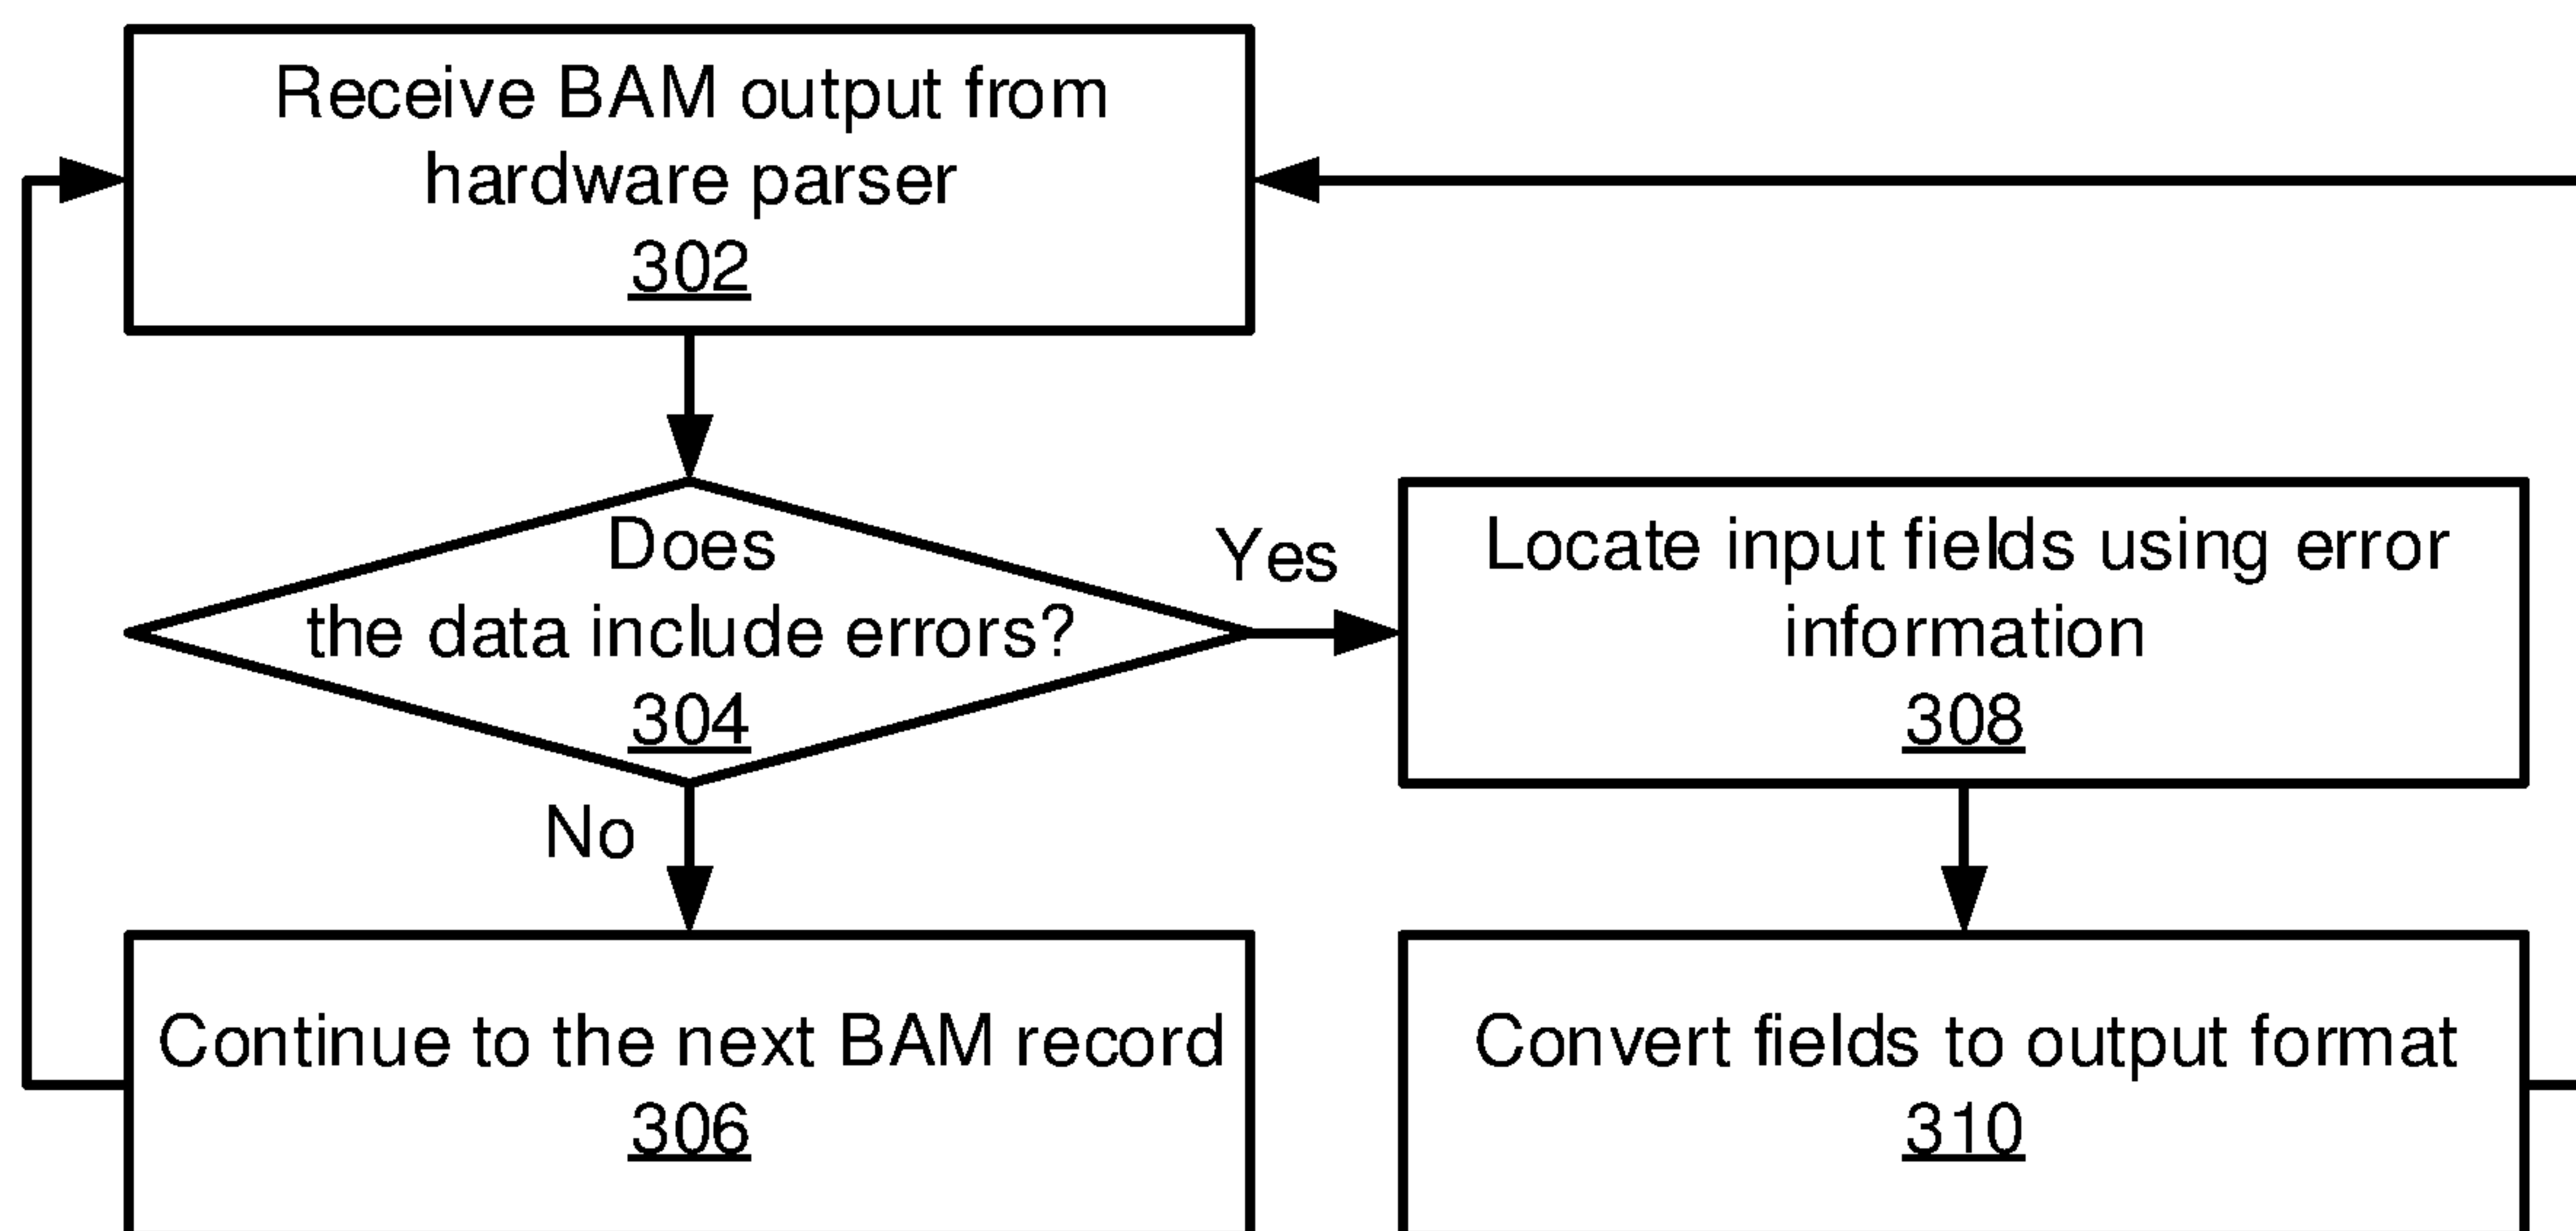 Receive BAM output from
hardware parser
302
Does
the data include errors?
304
Yes
No
Locate input fields using error
information
308
Continue to the next BAM record
306
Convert fields to output format
310